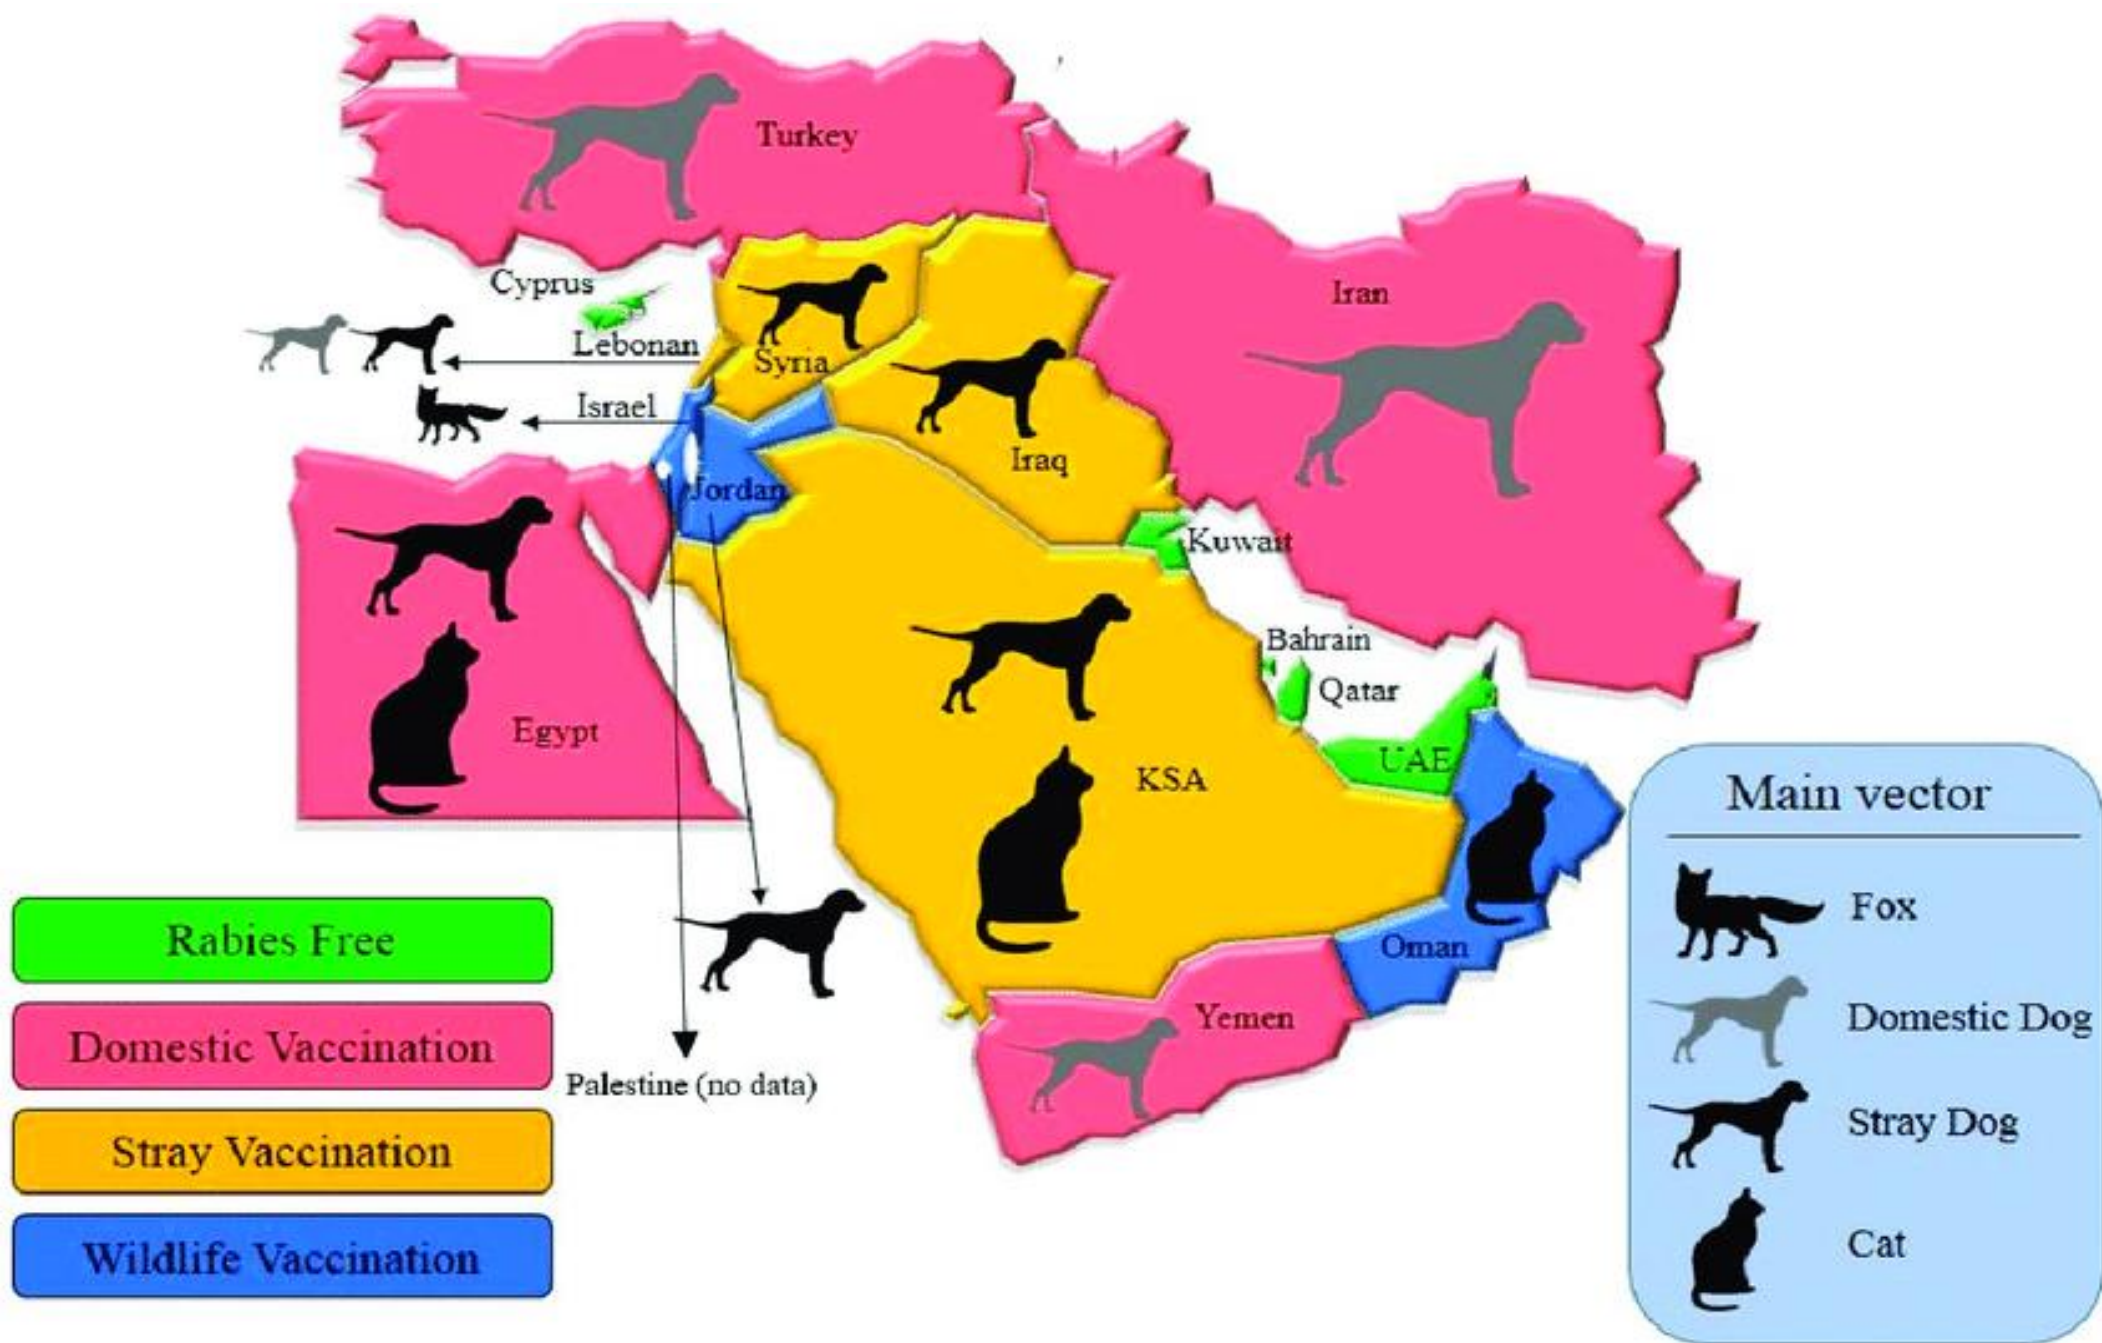 Turkey
Cyprus
Iran
Lebonan
Syria
Israel
Iraq
Jordan
Kuwait
Bahrain
Qatar
Egypt
UAE
KSA
Oman
Yemen
Palestine (no data)
Rabies Free
Domestic Vaccination
Stray Vaccination
Wildlife Vaccination
Main vector
Fox
Domestic Dog
Stray Dog
Cat